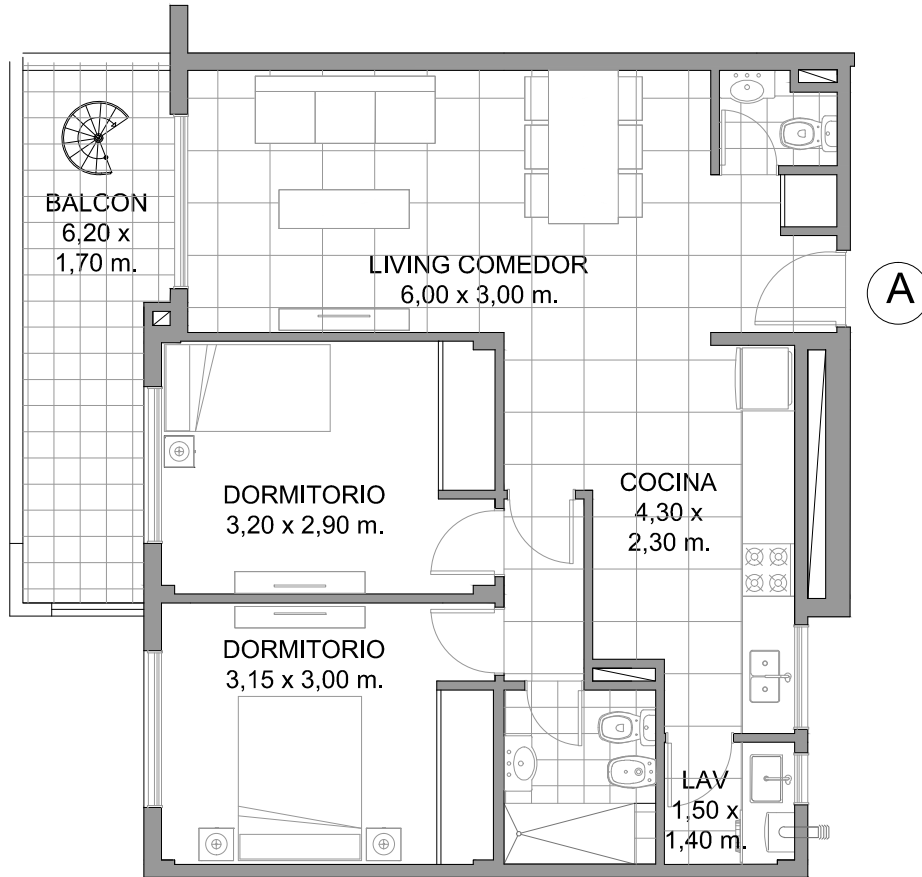 BALCON
6,20 x
1,70 m.
LIVING COMEDOR
6,00 x 3,00 m.
A
DORMITORIO
3,20 x 2,90 m.
COCINA
4,30 x
2,30 m.
DORMITORIO
3,15 x 3,00 m.
LAV
1,50 x
1,40 m.